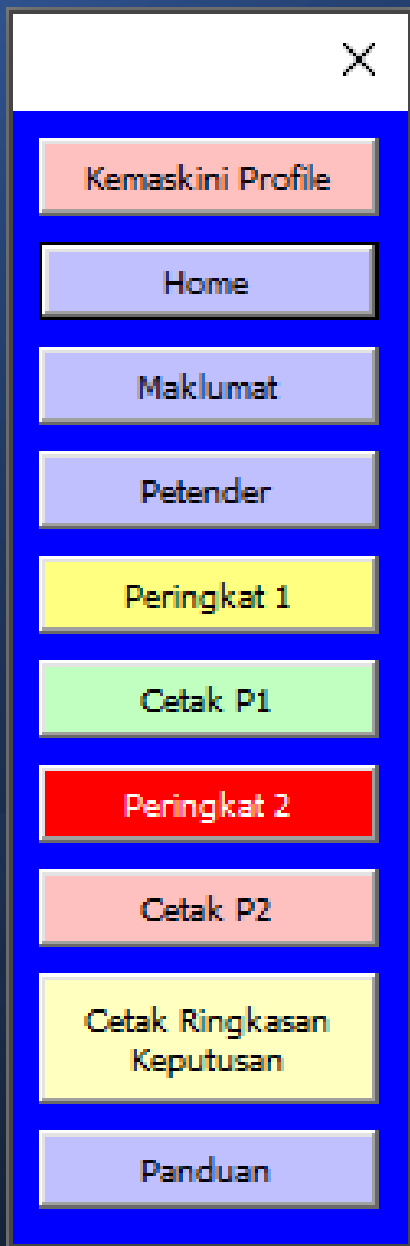 Kemaskini Profile
Home
Maklumat
Petender
Peringkat 1
Cetak P1
Peringkat 2
Cetak P2
Cetak Ringkasan
Keputusan
Panduan